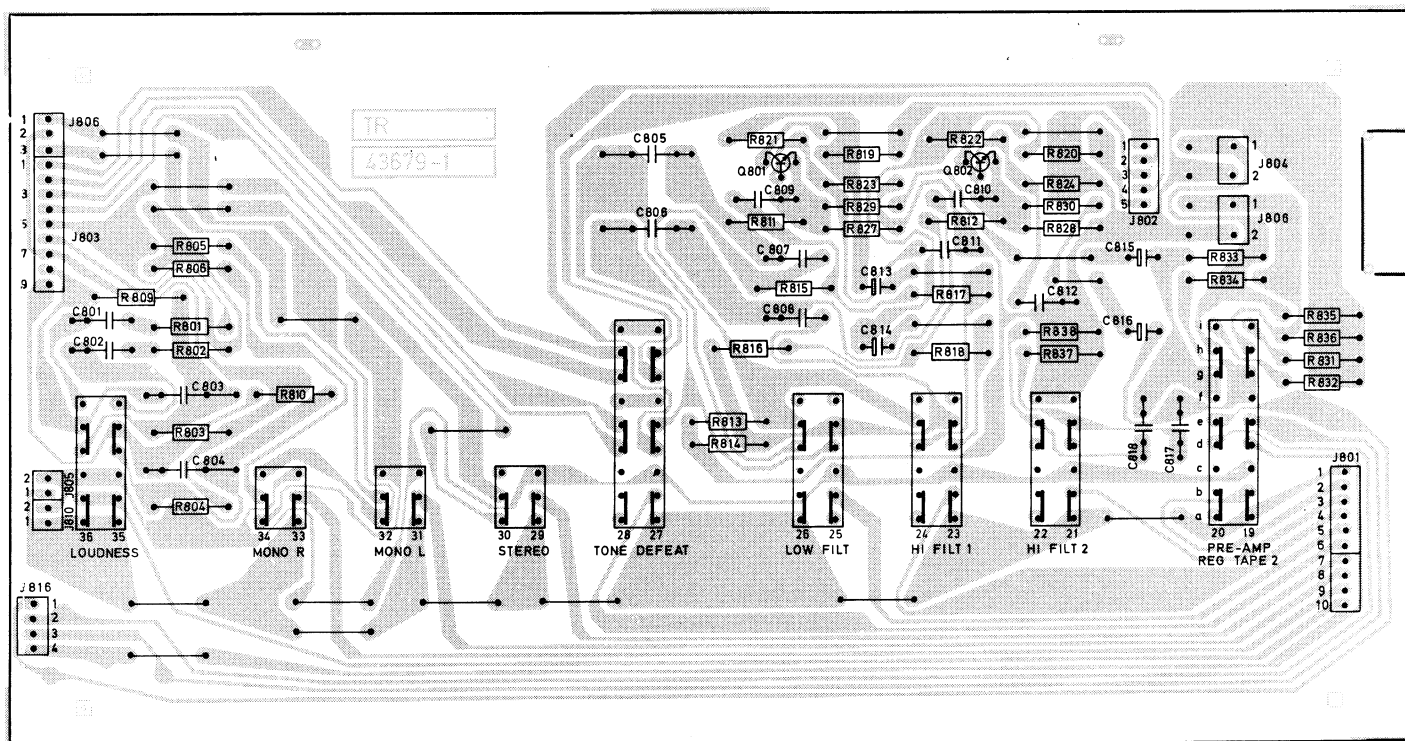 TR
43679-1
J806
1
2
3
1
3
5
7
9
J803
R805
R806
R809
C801
C802
R801
R802
C803
R810
R803
C804
R804
J805
2
1
J810
2
1
36 35
LOUDNESS
34 33
MONO R
32 31
MONO L
30 29
STEREO
28 27
TONE DEFEAT
26 25
LOW FILT
24 23
HI FILT 1
22 21
HI FILT 2
20 19
PRE-AMP
REG TAPE 2
C805
C806
R821
Q801
C809
R811
C807
R815
C808
R816
R813
R814
R819
R823
R829
R827
C813
C814
R822
Q802
C810
R812
C811
R817
R818
R820
R824
R830
R828
C812
R838
R837
1
2
3
4
5
J802
C815
C816
C818
C817
1
2
J804
1
2
J806
R833
R834
R835
R836
R831
R832
i
h
g
f
e
d
c
b
a
J801
1
2
3
4
5
6
7
8
9
10
J816
1
2
3
4